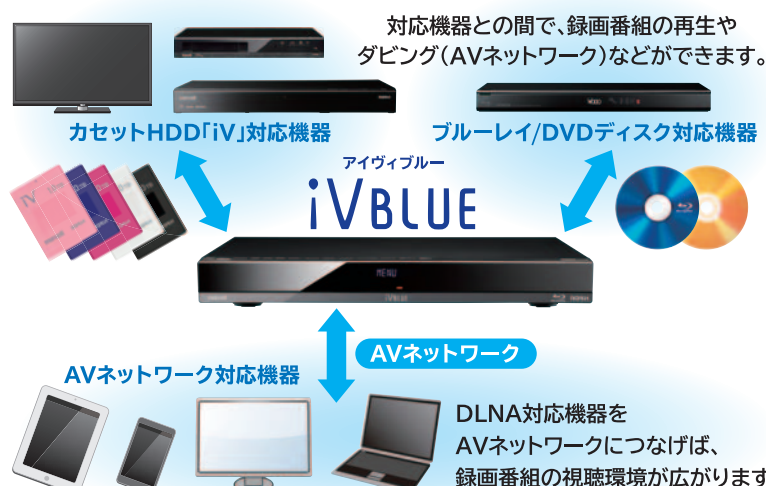 対応機器との間で、録画番組の再生や
ダビング（AVネットワーク）などができます。
カセットHDD「iV」対応機器
ブルーレイ/DVDディスク対応機器
アイヴィブルー
iVBLUE
iV
MENU
iVBLUE
AVネットワーク
AVネットワーク対応機器
DLNA対応機器を
AVネットワークにつなげば、
録画番組の視聴環境が広がります